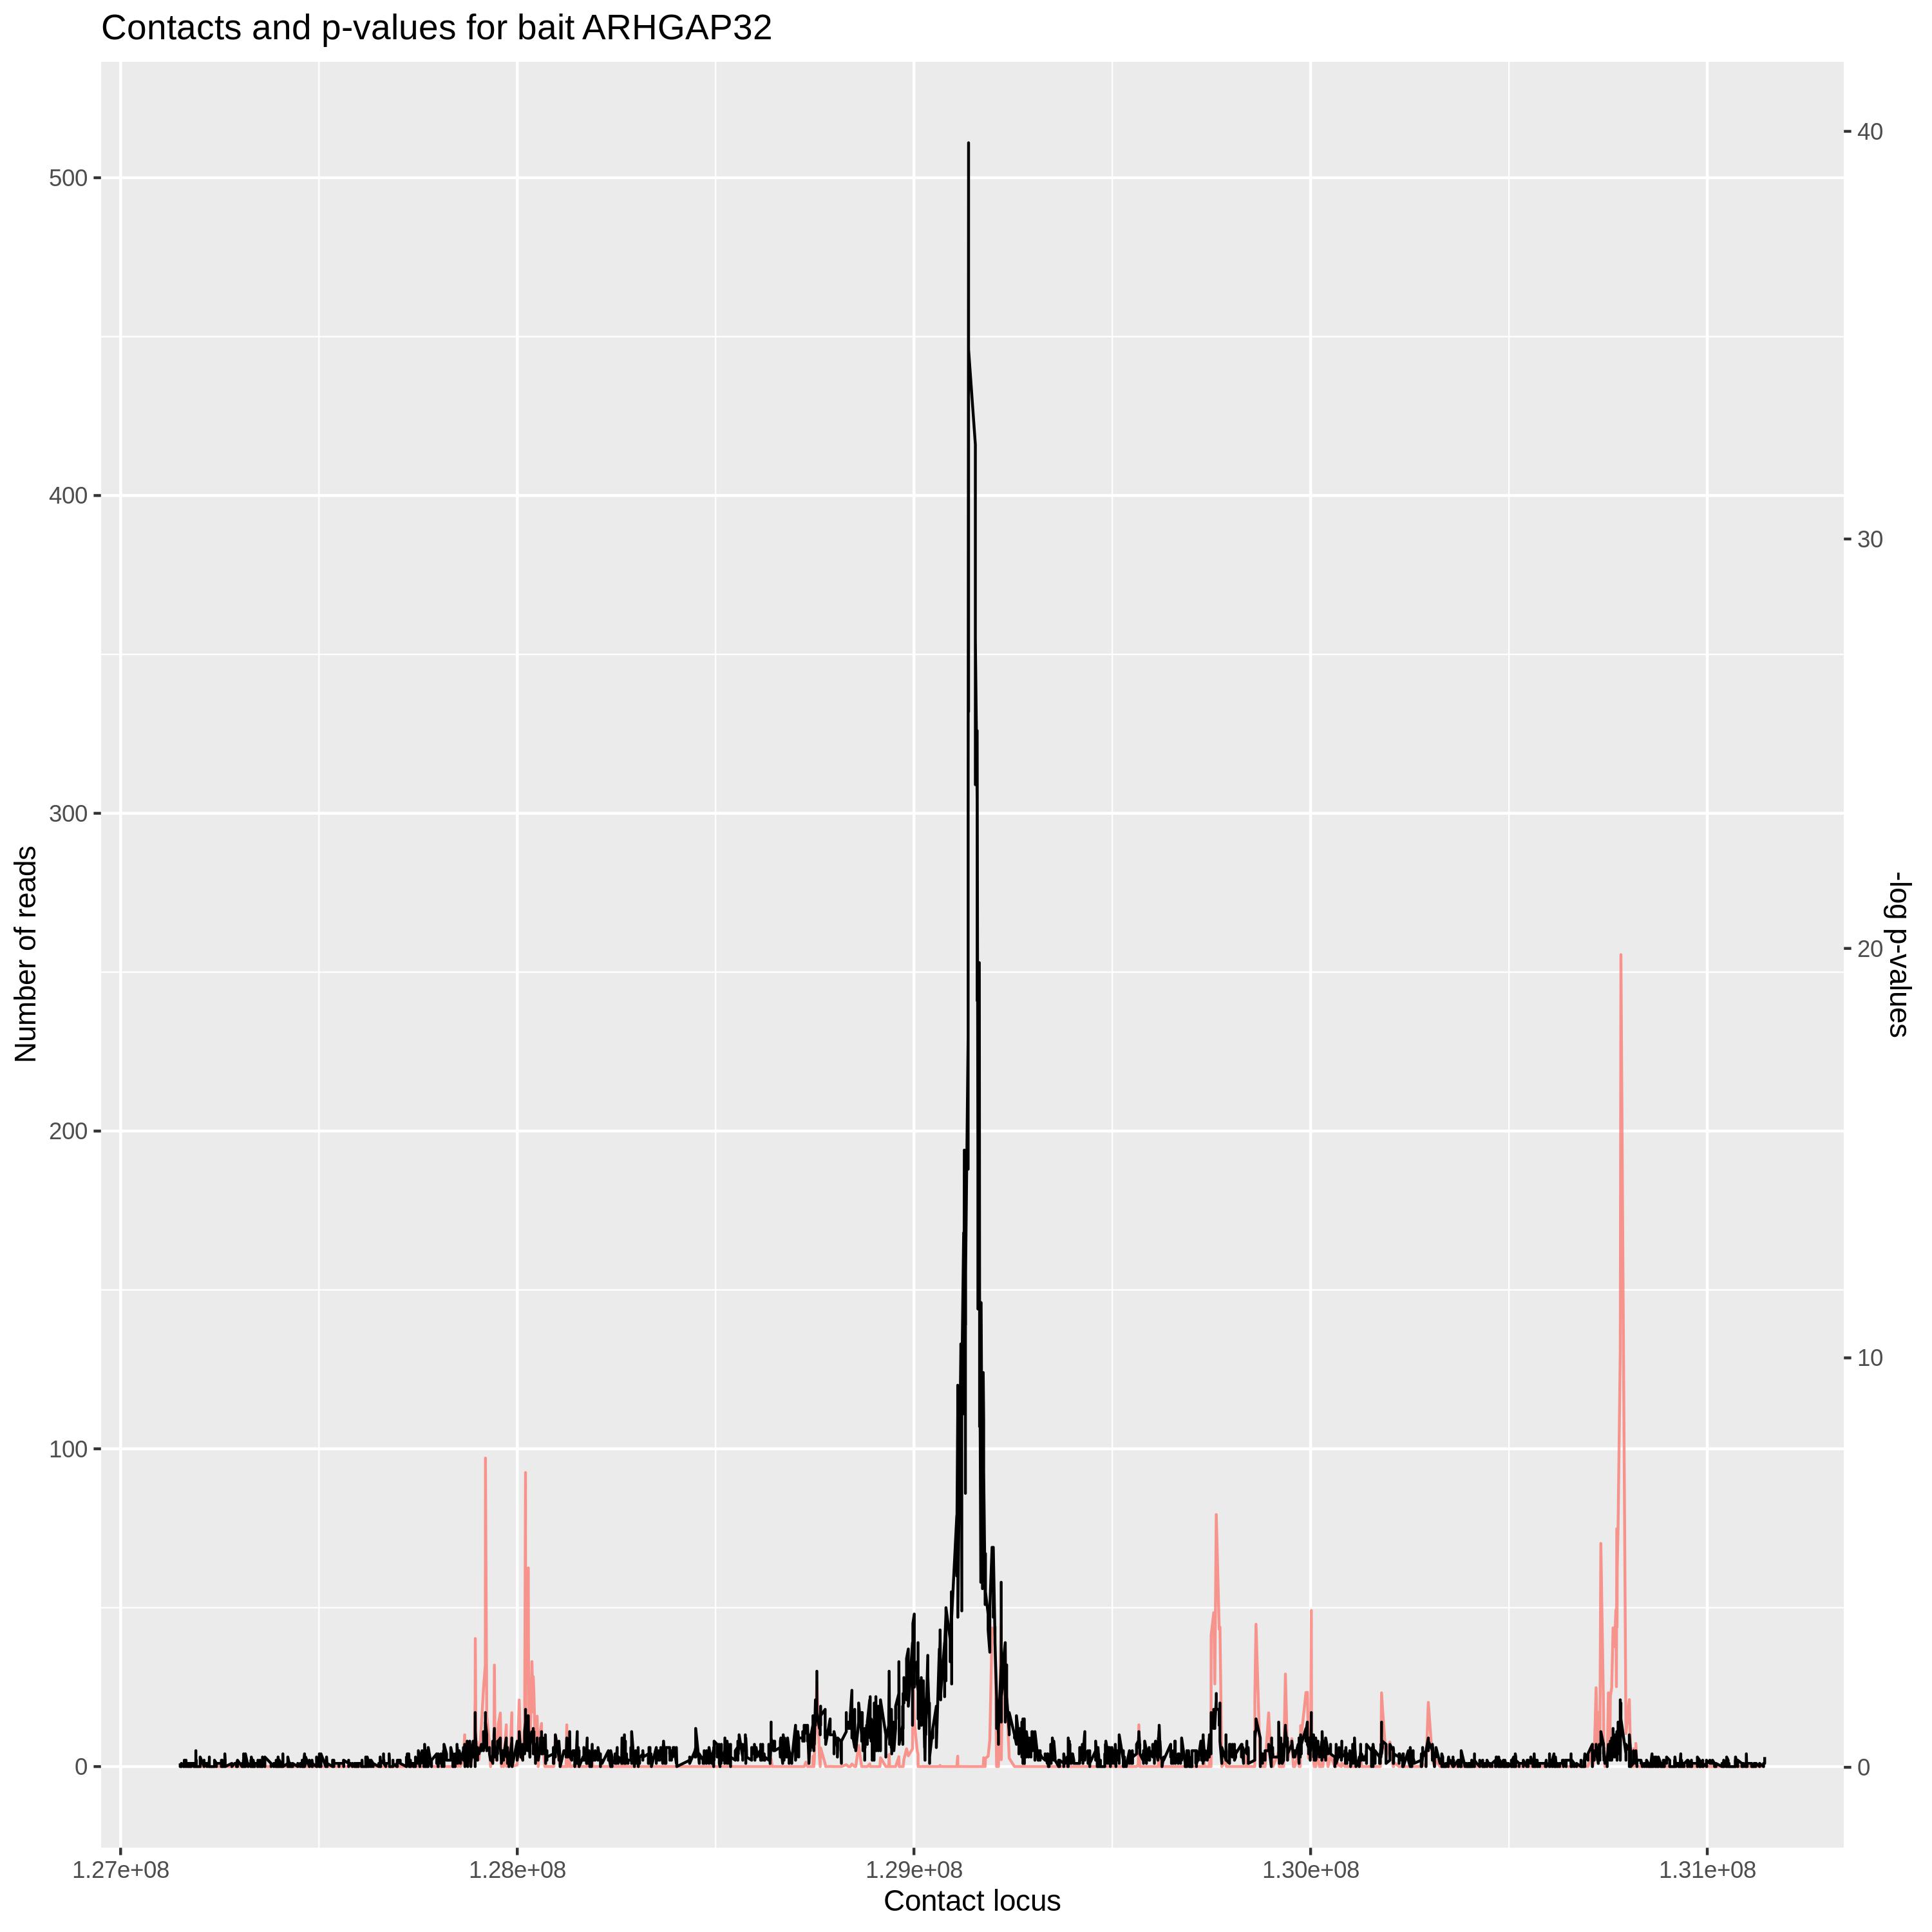 Contacts and p-values for bait ARHGAP32
500
400
300
200
100
0
Number of reads
40
30
20
10
0
-log p-values
1.27e+08
1.28e+08
1.29e+08
1.30e+08
1.31e+08
Contact locus